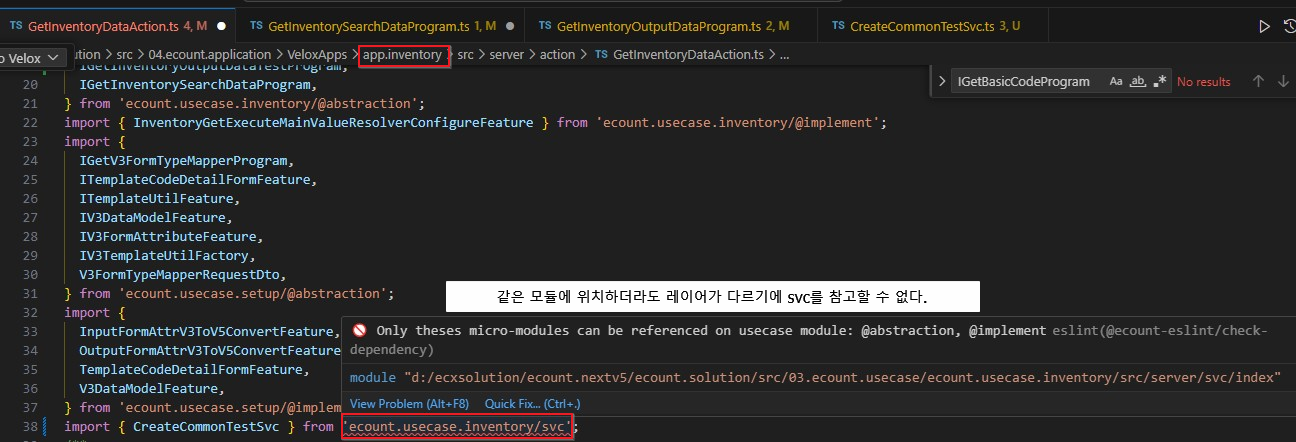 TS GetInventoryDataAction.ts 4, M ● TS GetInventorySearchDataProgram.ts 1, M ● TS GetInventoryOutputDataProgram.ts 2, M TS CreateCommonTestSvc.ts 3, U
o Velox ution > src > 04.ecount.application > VeloxApps > app.inventory > src > server > action > TS GetInventoryDataAction.ts > ...
IGetInventoryOutputDataTestProgram,
> IGetBasicCodeProgram Aa ab .* No results ↑ ↓
20 IGetInventorySearchDataProgram,
21 } from 'ecount.usecase.inventory/@abstraction';
22 import { InventoryGetExecuteMainValueResolverConfigureFeature } from 'ecount.usecase.inventory/@implement';
23 import {
24 IGetV3FormTypeMapperProgram,
25 ITemplateCodeDetailFormFeature,
26 ITemplateUtilFeature,
27 IV3DataModelFeature,
28 IV3FormAttributeFeature,
29 IV3TemplateUtilFactory,
30 V3FormTypeMapperRequestDto,
31 } from 'ecount.usecase.setup/@abstraction';
같은 모듈에 위치하더라도 레이어가 다르기에 svc를 참고할 수 없다.
32 import {
33 InputFormAttrV3ToV5ConvertFeature,
34 OutputFormAttrV3ToV5ConvertFeature
35 TemplateCodeDetailFormFeature,
36 V3DataModelFeature,
37 } from 'ecount.usecase.setup/@implem
Only theses micro-modules can be referenced on usecase module: @abstraction, @implement eslint(@ecount-eslint/check-
dependency)
module "d:/ecxsolution/ecount.nextv5/ecount.solution/src/03.ecount.usecase/ecount.usecase.inventory/src/server/svc/index"
View Problem (Alt+F8) Quick Fix... (Ctrl+.)
38 import { CreateCommonTestSvc } from 'ecount.usecase.inventory/svc';